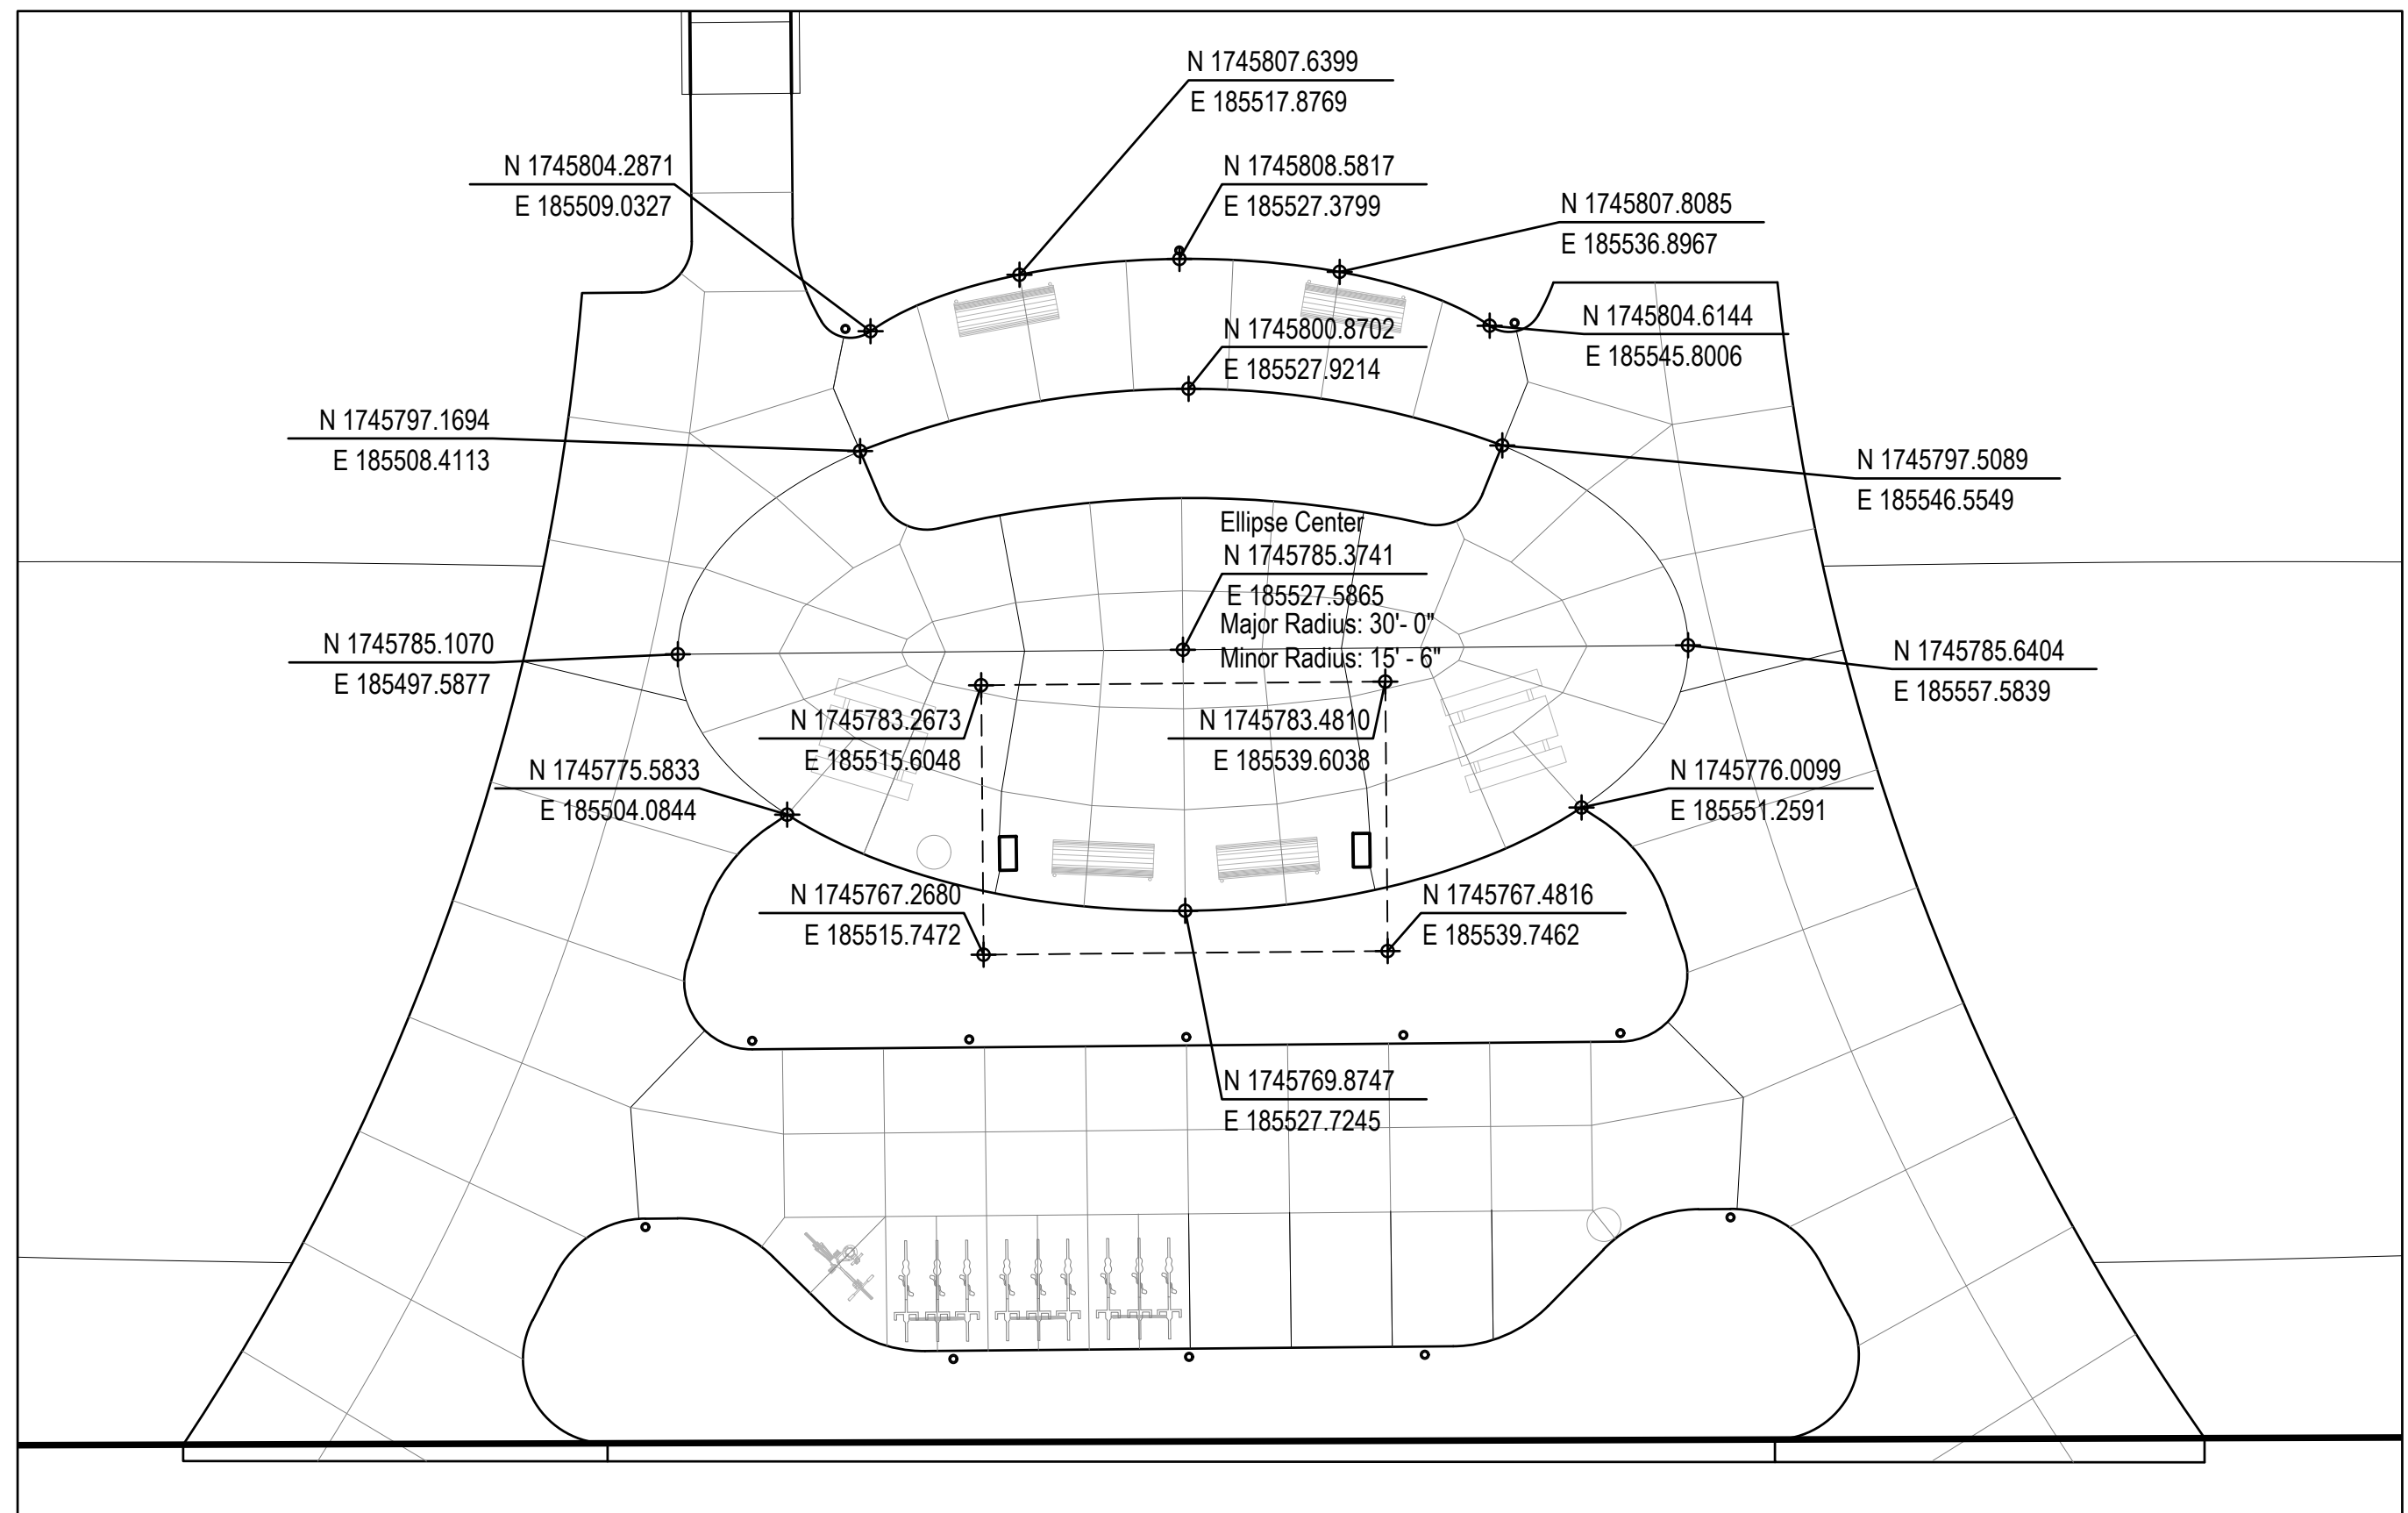 N 1745807.6399
E 185517.8769
N 1745804.2871
E 185509.0327
N 1745808.5817
E 185527.3799
N 1745807.8085
E 185536.8967
N 1745800.8702
E 185527.9214
N 1745804.6144
E 185545.8006
N 1745797.1694
E 185508.4113
N 1745797.5089
E 185546.5549
Ellipse Center
N 1745785.3741
E 185527.5865
Major Radius: 30'- 0"
Minor Radius: 15' - 6"
N 1745785.1070
E 185497.5877
N 1745785.6404
E 185557.5839
N 1745783.2673
E 185515.6048
N 1745783.4810
E 185539.6038
N 1745775.5833
E 185504.0844
N 1745776.0099
E 185551.2591
N 1745767.2680
E 185515.7472
N 1745767.4816
E 185539.7462
N 1745769.8747
E 185527.7245